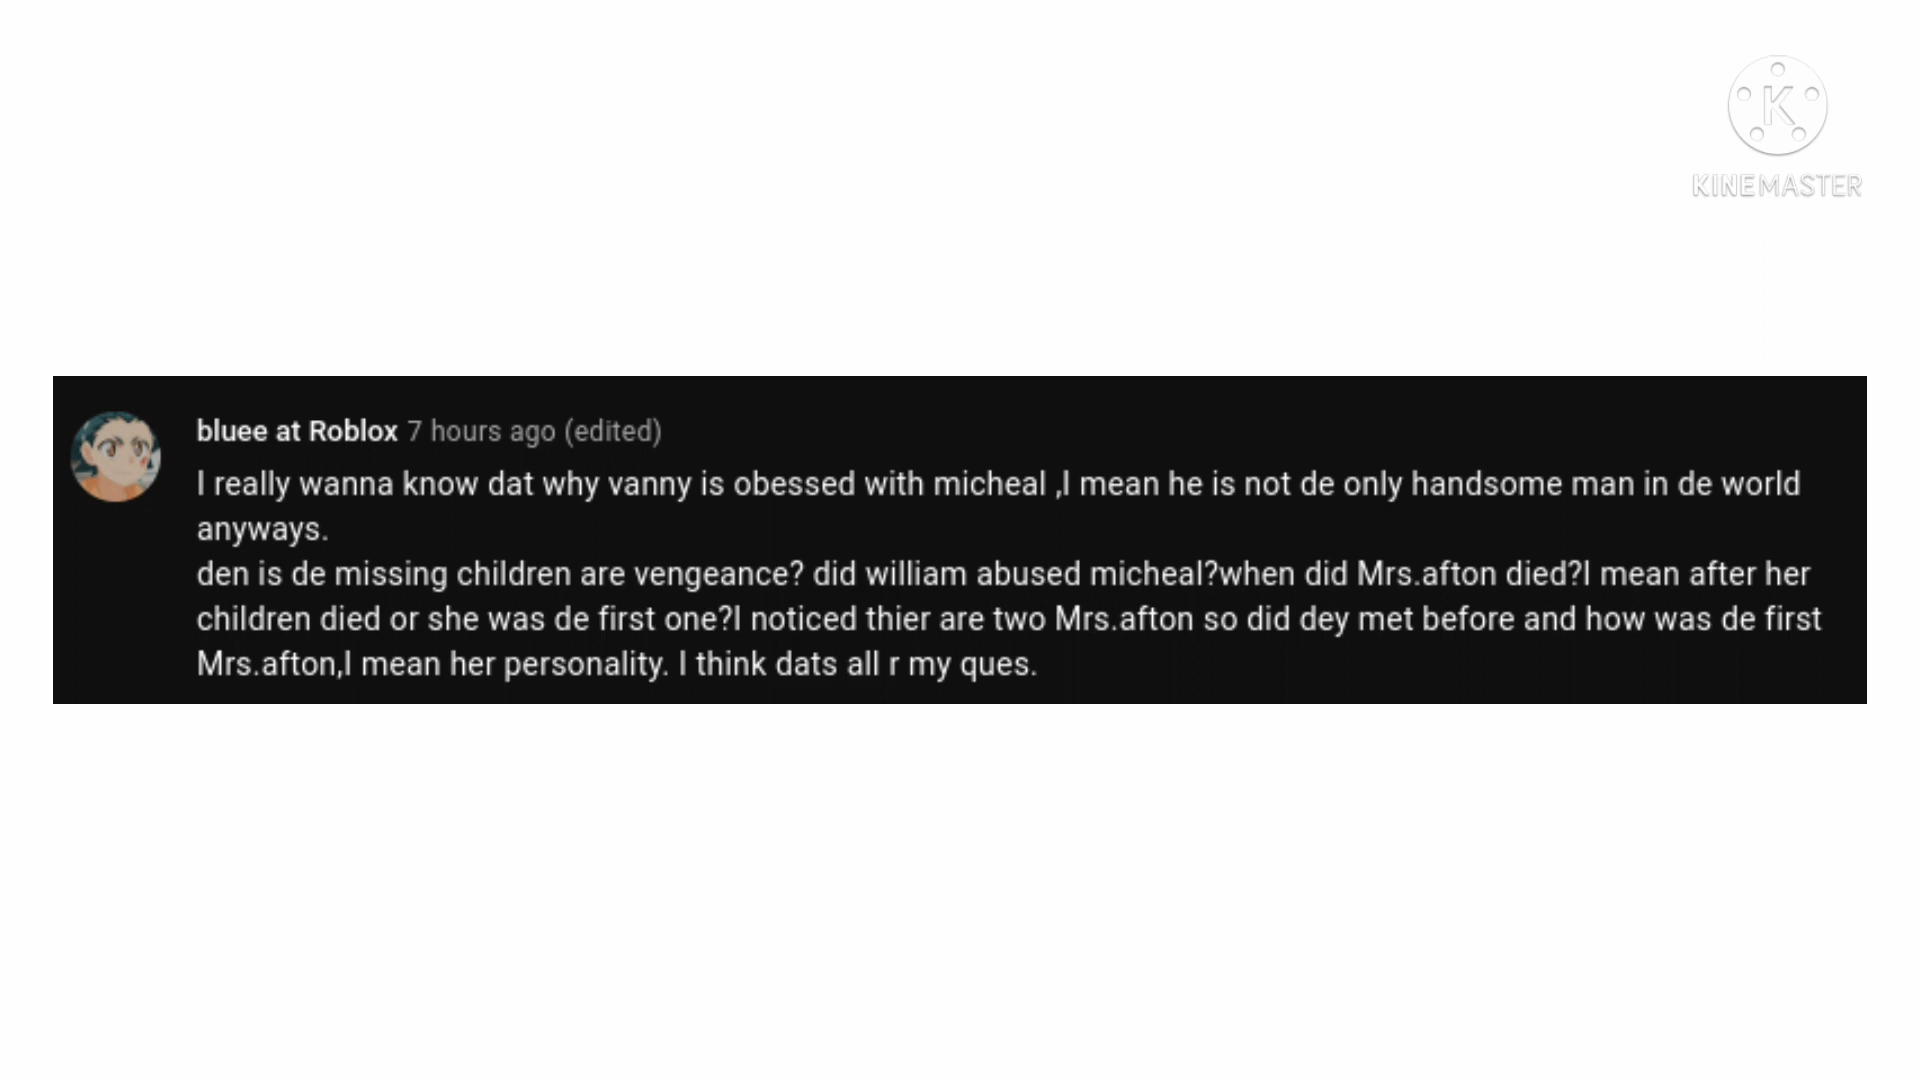 K
KINEMASTER
bluee at Roblox 7 hours ago (edited)
I really wanna know dat why vanny is obessed with micheal ,I mean he is not de only handsome man in de world
anyways.
den is de missing children are vengeance? did william abused micheal?when did Mrs.afton died?I mean after her
children died or she was de first one?I noticed thier are two Mrs.afton so did dey met before and how was de first
Mrs.afton,I mean her personality. I think dats all r my ques.